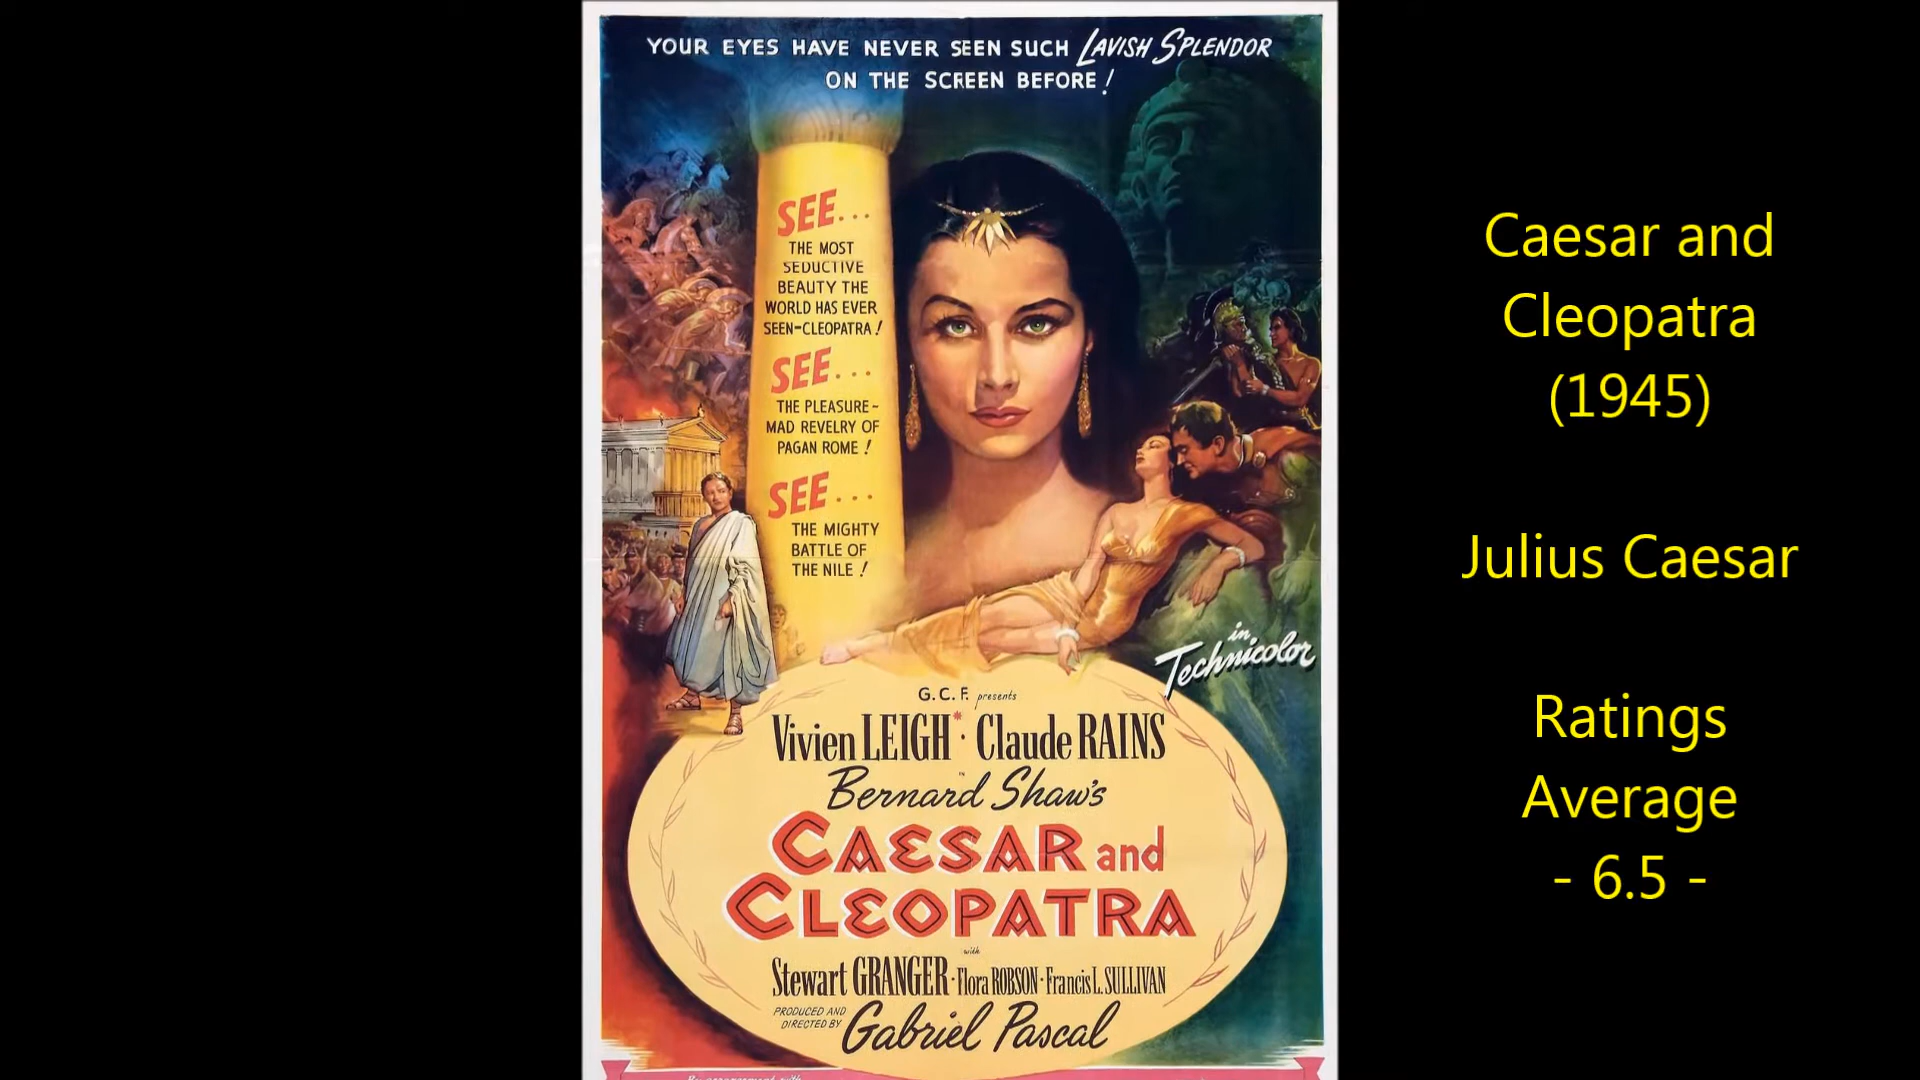 YOUR EYES HAVE NEVER SEEN SUCH LAVISH SPLENDOR
ON THE SCREEN BEFORE!
SEE...
THE MOST
SEDUCTIVE
BEAUTY THE
WORLD HAS EVER
SEEN-CLEOPATRA!
SEE...
THE PLEASURE-
MAD REVELRY OF
PAGAN ROME!
SEE...
THE MIGHTY
BATTLE OF
THE NILE!
in
Technicolor
G.C.F. presents
Vivien LEIGH * · Claude RAINS
in
Bernard Shaw's
CAESAR and
CLEOPATRA
with
Stewart GRANGER · Flora ROBSON · Francis L. SULLIVAN
PRODUCED AND
DIRECTED BY Gabriel Pascal
Caesar and
Cleopatra
(1945)
Julius Caesar
Ratings
Average
- 6.5 -